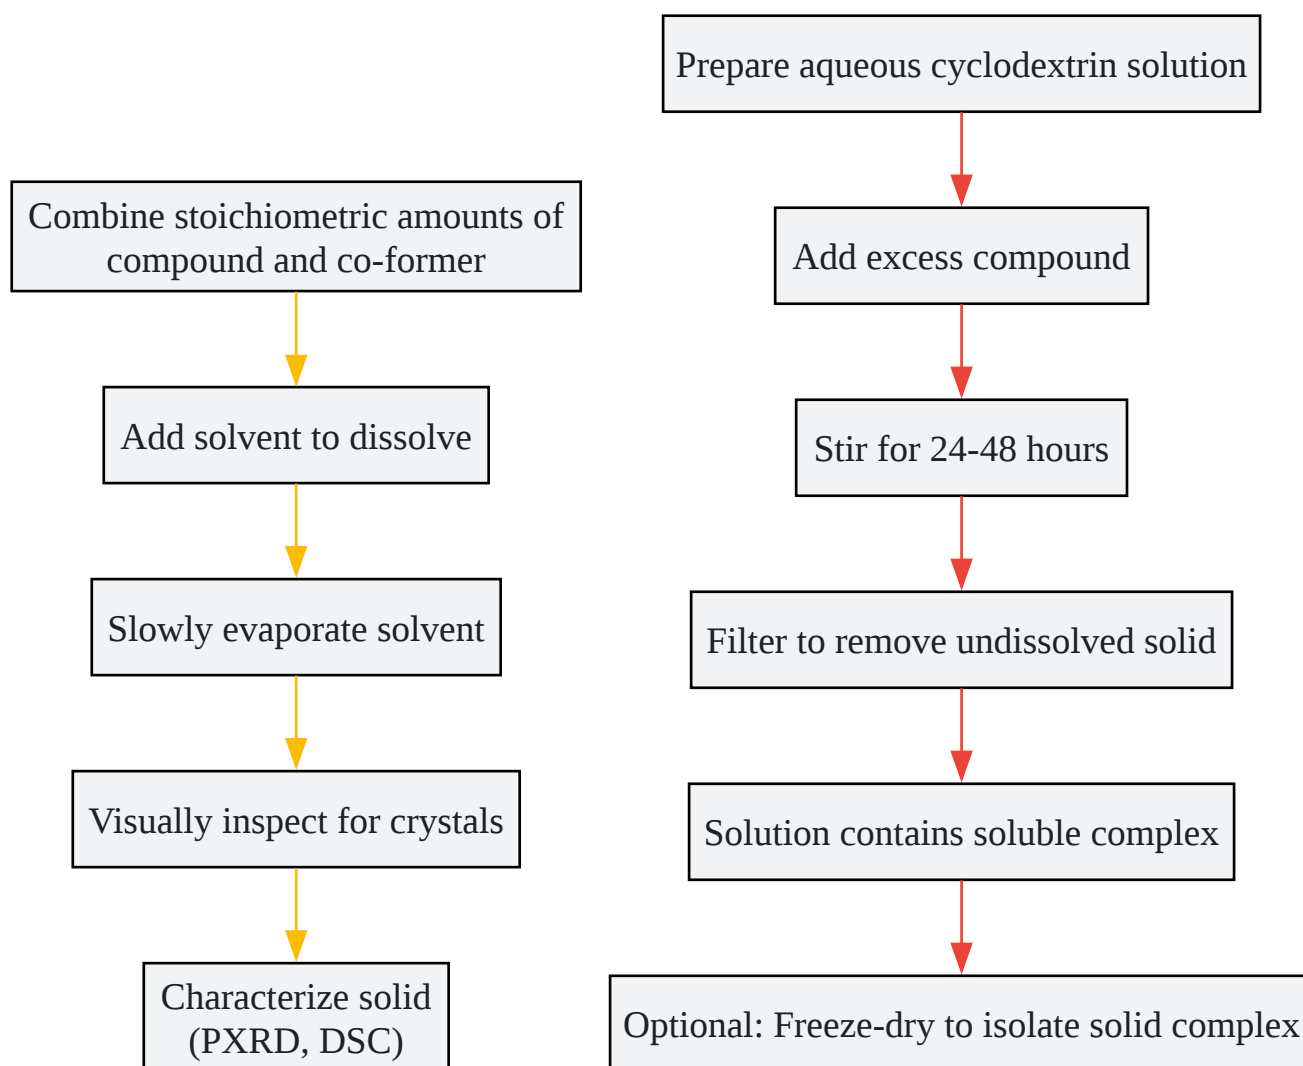 Combine stoichiometric amounts of
compound and co-former
Add solvent to dissolve
Slowly evaporate solvent
Visually inspect for crystals
Characterize solid
(PXRD, DSC)
Prepare aqueous cyclodextrin solution
Add excess compound
Stir for 24-48 hours
Filter to remove undissolved solid
Solution contains soluble complex
Optional: Freeze-dry to isolate solid complex